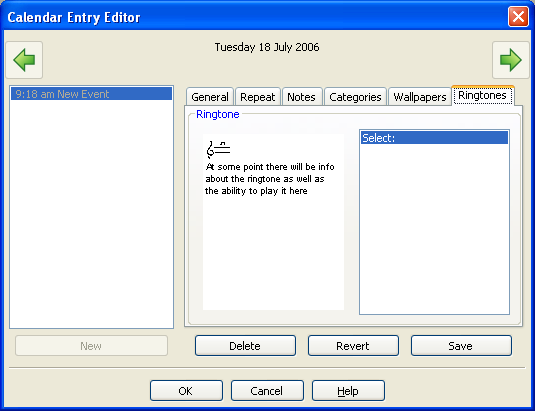 Calendar Entry Editor
Tuesday 18 July 2006
9:18 am New Event
General Repeat Notes Categories Wallpapers Ringtones
Ringtone
At some point there will be info
about the ringtone as well as
the ability to play it here
Select:
New Delete Revert Save
OK Cancel Help